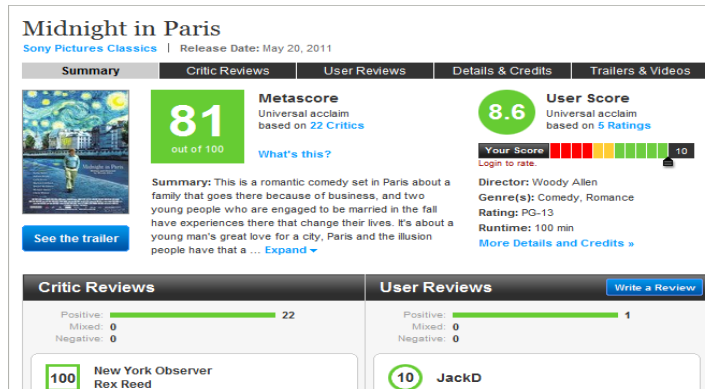 Midnight in Paris
Sony Pictures Classics | Release Date: May 20, 2011
Summary
Critic Reviews
User Reviews
Details & Credits
Trailers & Videos
Midnight in Paris
See the trailer
81
out of 100
Metascore
Universal acclaim
based on 22 Critics
What's this?
8.6
User Score
Universal acclaim
based on 5 Ratings
Your Score
10
Login to rate.
Summary: This is a romantic comedy set in Paris about a
family that goes there because of business, and two
young people who are engaged to be married in the fall
have experiences there that change their lives. It's about a
young man's great love for a city, Paris and the illusion
people have that a ... Expand
Director: Woody Allen
Genre(s): Comedy, Romance
Rating: PG-13
Runtime: 100 min
More Details and Credits »
Critic Reviews
Positive: 22
Mixed: 0
Negative: 0
100
New York Observer
Rex Reed
User Reviews
Write a Review
Positive: 1
Mixed: 0
Negative: 0
10
JackD